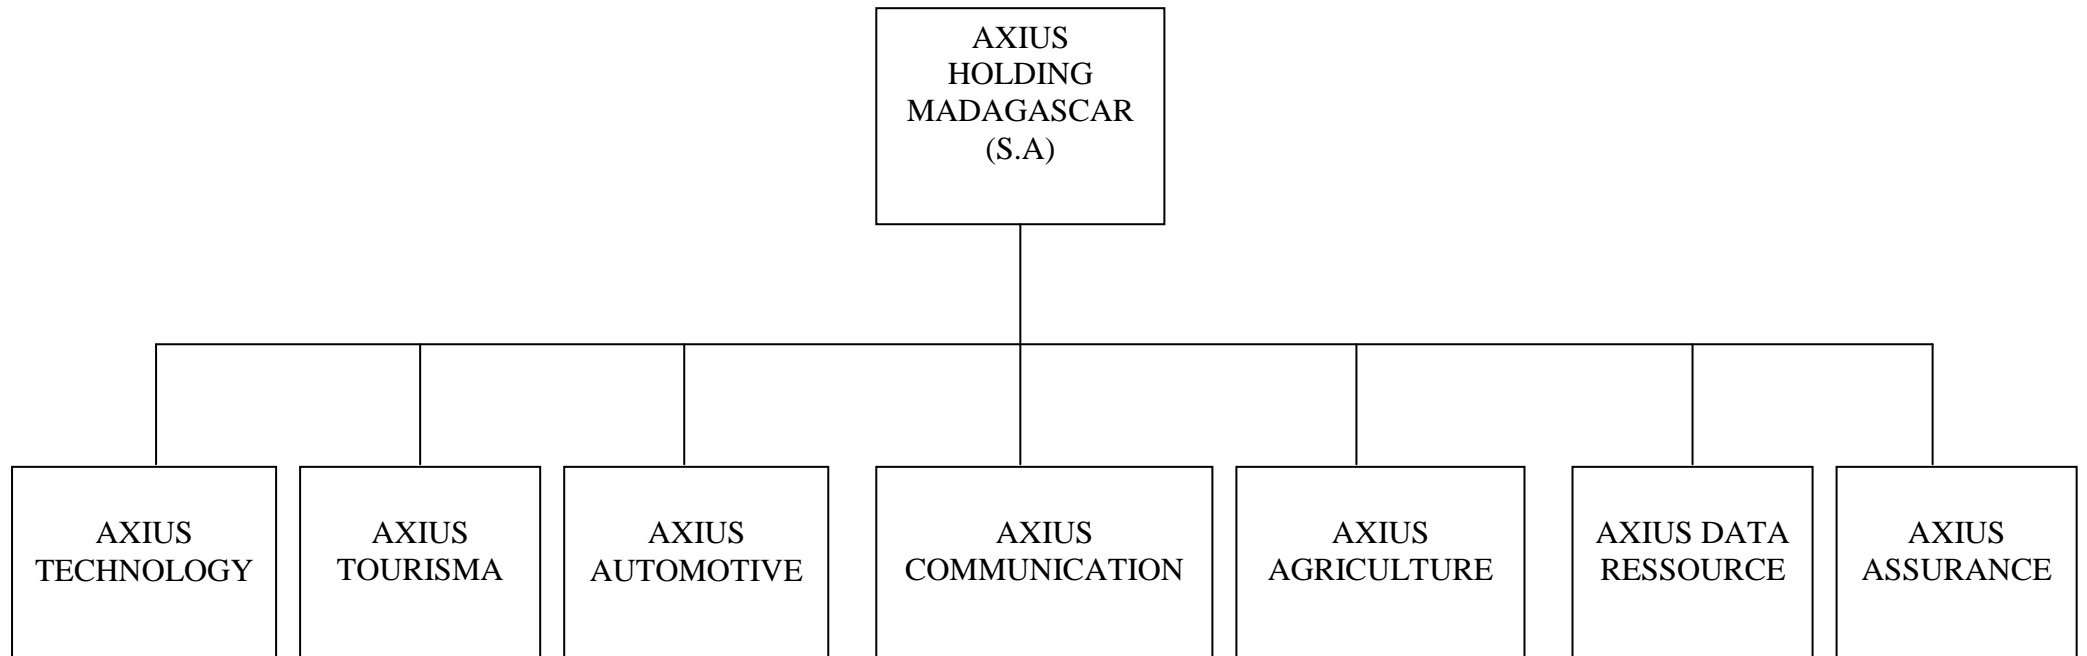 AXIUS
HOLDING
MADAGASCAR
(S.A)
AXIUS
TECHNOLOGY
AXIUS
TOURISMA
AXIUS
AUTOMOTIVE
AXIUS
COMMUNICATION
AXIUS
AGRICULTURE
AXIUS DATA
RESSOURCE
AXIUS
ASSURANCE